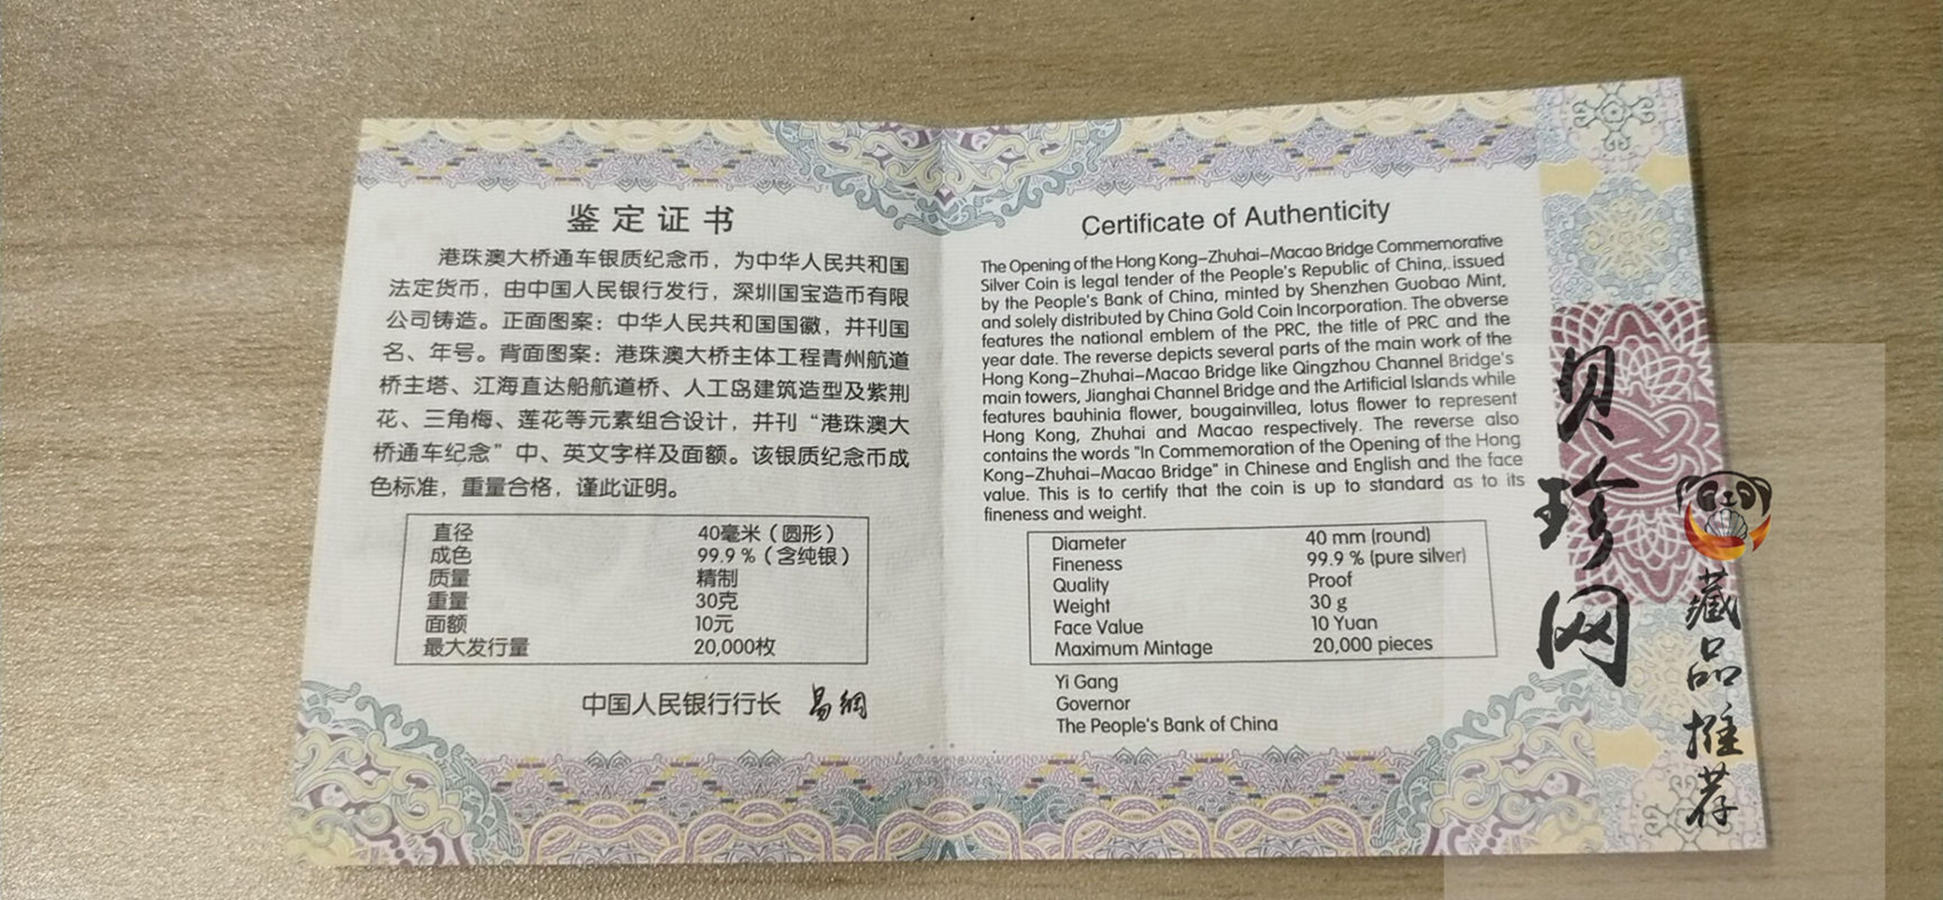 鉴定证书
港珠澳大桥通车银质纪念币，为中华人民共和国
法定货币，由中国人民银行发行，深圳国宝造币有限
公司铸造。正面图案：中华人民共和国国徽，并刊国
名、年号。背面图案：港珠澳大桥主体工程青州航道
桥主塔、江海直达船航道桥、人工岛建筑造型及紫荆
花、三角梅、莲花等元素组合设计，并刊“港珠澳大
桥通车纪念”中、英文字样及面额。该银质纪念币成
色标准，重量合格，谨此证明。
直径 40毫米（圆形）
成色 99.9％（含纯银）
质量 精制
重量 30克
面额 10元
最大发行量 20,000枚
中国人民银行行长 易纲
Certificate of Authenticity
The Opening of the Hong Kong–Zhuhai–Macao Bridge Commemorative
Silver Coin is legal tender of the People's Republic of China, issued
by the People's Bank of China, minted by Shenzhen Guobao Mint,
and solely distributed by China Gold Coin Incorporation. The obverse
features the national emblem of the PRC, the title of PRC and the
year date. The reverse depicts several parts of the main work of the
Hong Kong–Zhuhai–Macao Bridge like Qingzhou Channel Bridge's
main towers, Jianghai Channel Bridge and the Artificial Islands while
features bauhinia flower, bougainvillea, lotus flower to represent
Hong Kong, Zhuhai and Macao respectively. The reverse also
contains the words "In Commemoration of the Opening of the Hong
Kong–Zhuhai–Macao Bridge" in Chinese and English and the face
value. This is to certify that the coin is up to standard as to its
fineness and weight.
Diameter 40 mm (round)
Fineness 99.9 % (pure silver)
Quality Proof
Weight 30 g
Face Value 10 Yuan
Maximum Mintage 20,000 pieces
Yi Gang
Governor
The People's Bank of China
贝珍网
藏品推荐